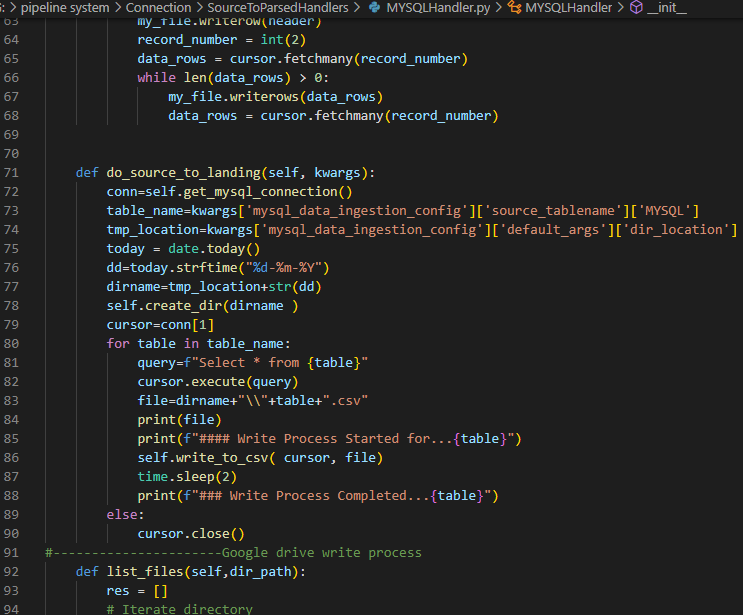 : > pipeline system > Connection > SourceToParsedHandlers > MYSQLHandler.py > MYSQLHandler > __init__
63 my_file.writerow(header)
64 record_number = int(2)
65 data_rows = cursor.fetchmany(record_number)
66 while len(data_rows) > 0:
67 my_file.writerows(data_rows)
68 data_rows = cursor.fetchmany(record_number)
69
70
71 def do_source_to_landing(self, kwargs):
72 conn=self.get_mysql_connection()
73 table_name=kwargs['mysql_data_ingestion_config']['source_tablename']['MYSQL']
74 tmp_location=kwargs['mysql_data_ingestion_config']['default_args']['dir_location']
75 today = date.today()
76 dd=today.strftime("%d-%m-%Y")
77 dirname=tmp_location+str(dd)
78 self.create_dir(dirname )
79 cursor=conn[1]
80 for table in table_name:
81 query=f"Select * from {table}"
82 cursor.execute(query)
83 file=dirname+"\\"+table+".csv"
84 print(file)
85 print(f"#### Write Process Started for...{table}")
86 self.write_to_csv( cursor, file)
87 time.sleep(2)
88 print(f"### Write Process Completed...{table}")
89 else:
90 cursor.close()
91 #----------------------Google drive write process
92 def list_files(self,dir_path):
93 res = []
94 # Iterate directory